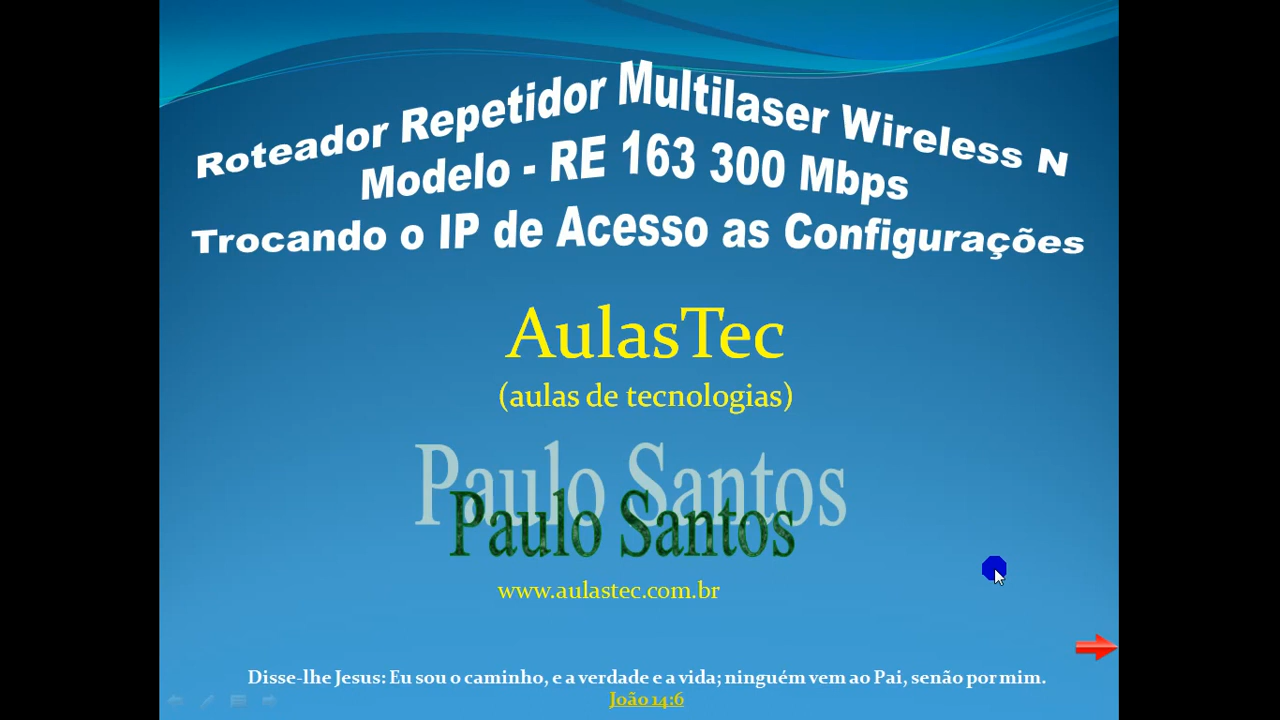 Roteador Repetidor Multilaser Wireless N
Modelo - RE 163 300 Mbps
Trocando o IP de Acesso as Configurações
AulasTec
(aulas de tecnologias)
Paulo Santos
www.aulastec.com.br
Disse-lhe Jesus: Eu sou o caminho, e a verdade e a vida; ninguém vem ao Pai, senão por mim.
João 14:6